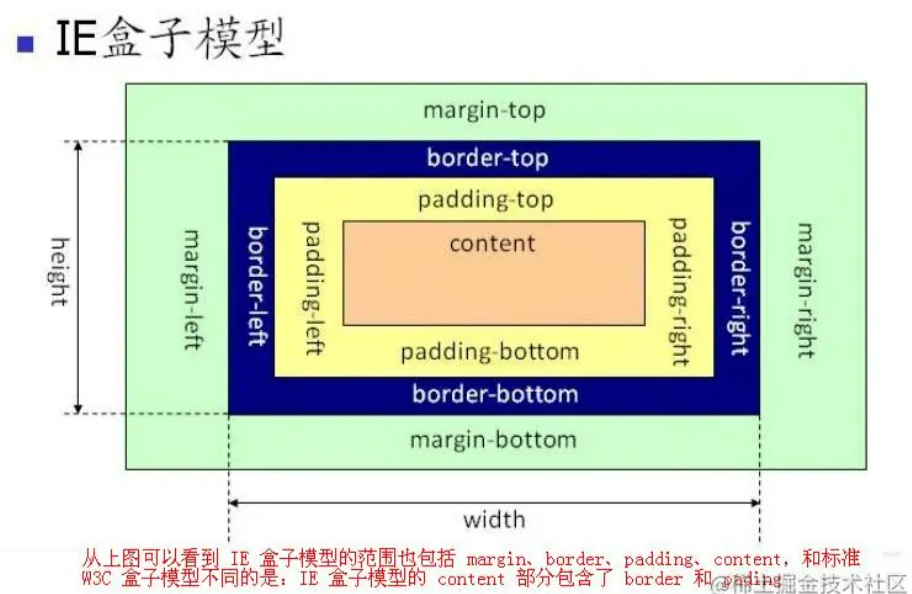 IE盒子模型
margin-top
border-top
padding-top
content
height
margin-left
border-left
padding-left
padding-right
border-right
margin-right
padding-bottom
border-bottom
margin-bottom
width
从上图可以看到 IE 盒子模型的范围也包括 margin、border、padding、content，和标准
W3C 盒子模型不同的是：IE 盒子模型的 content 部分包含了 border 和 pading
@稀土掘金技术社区